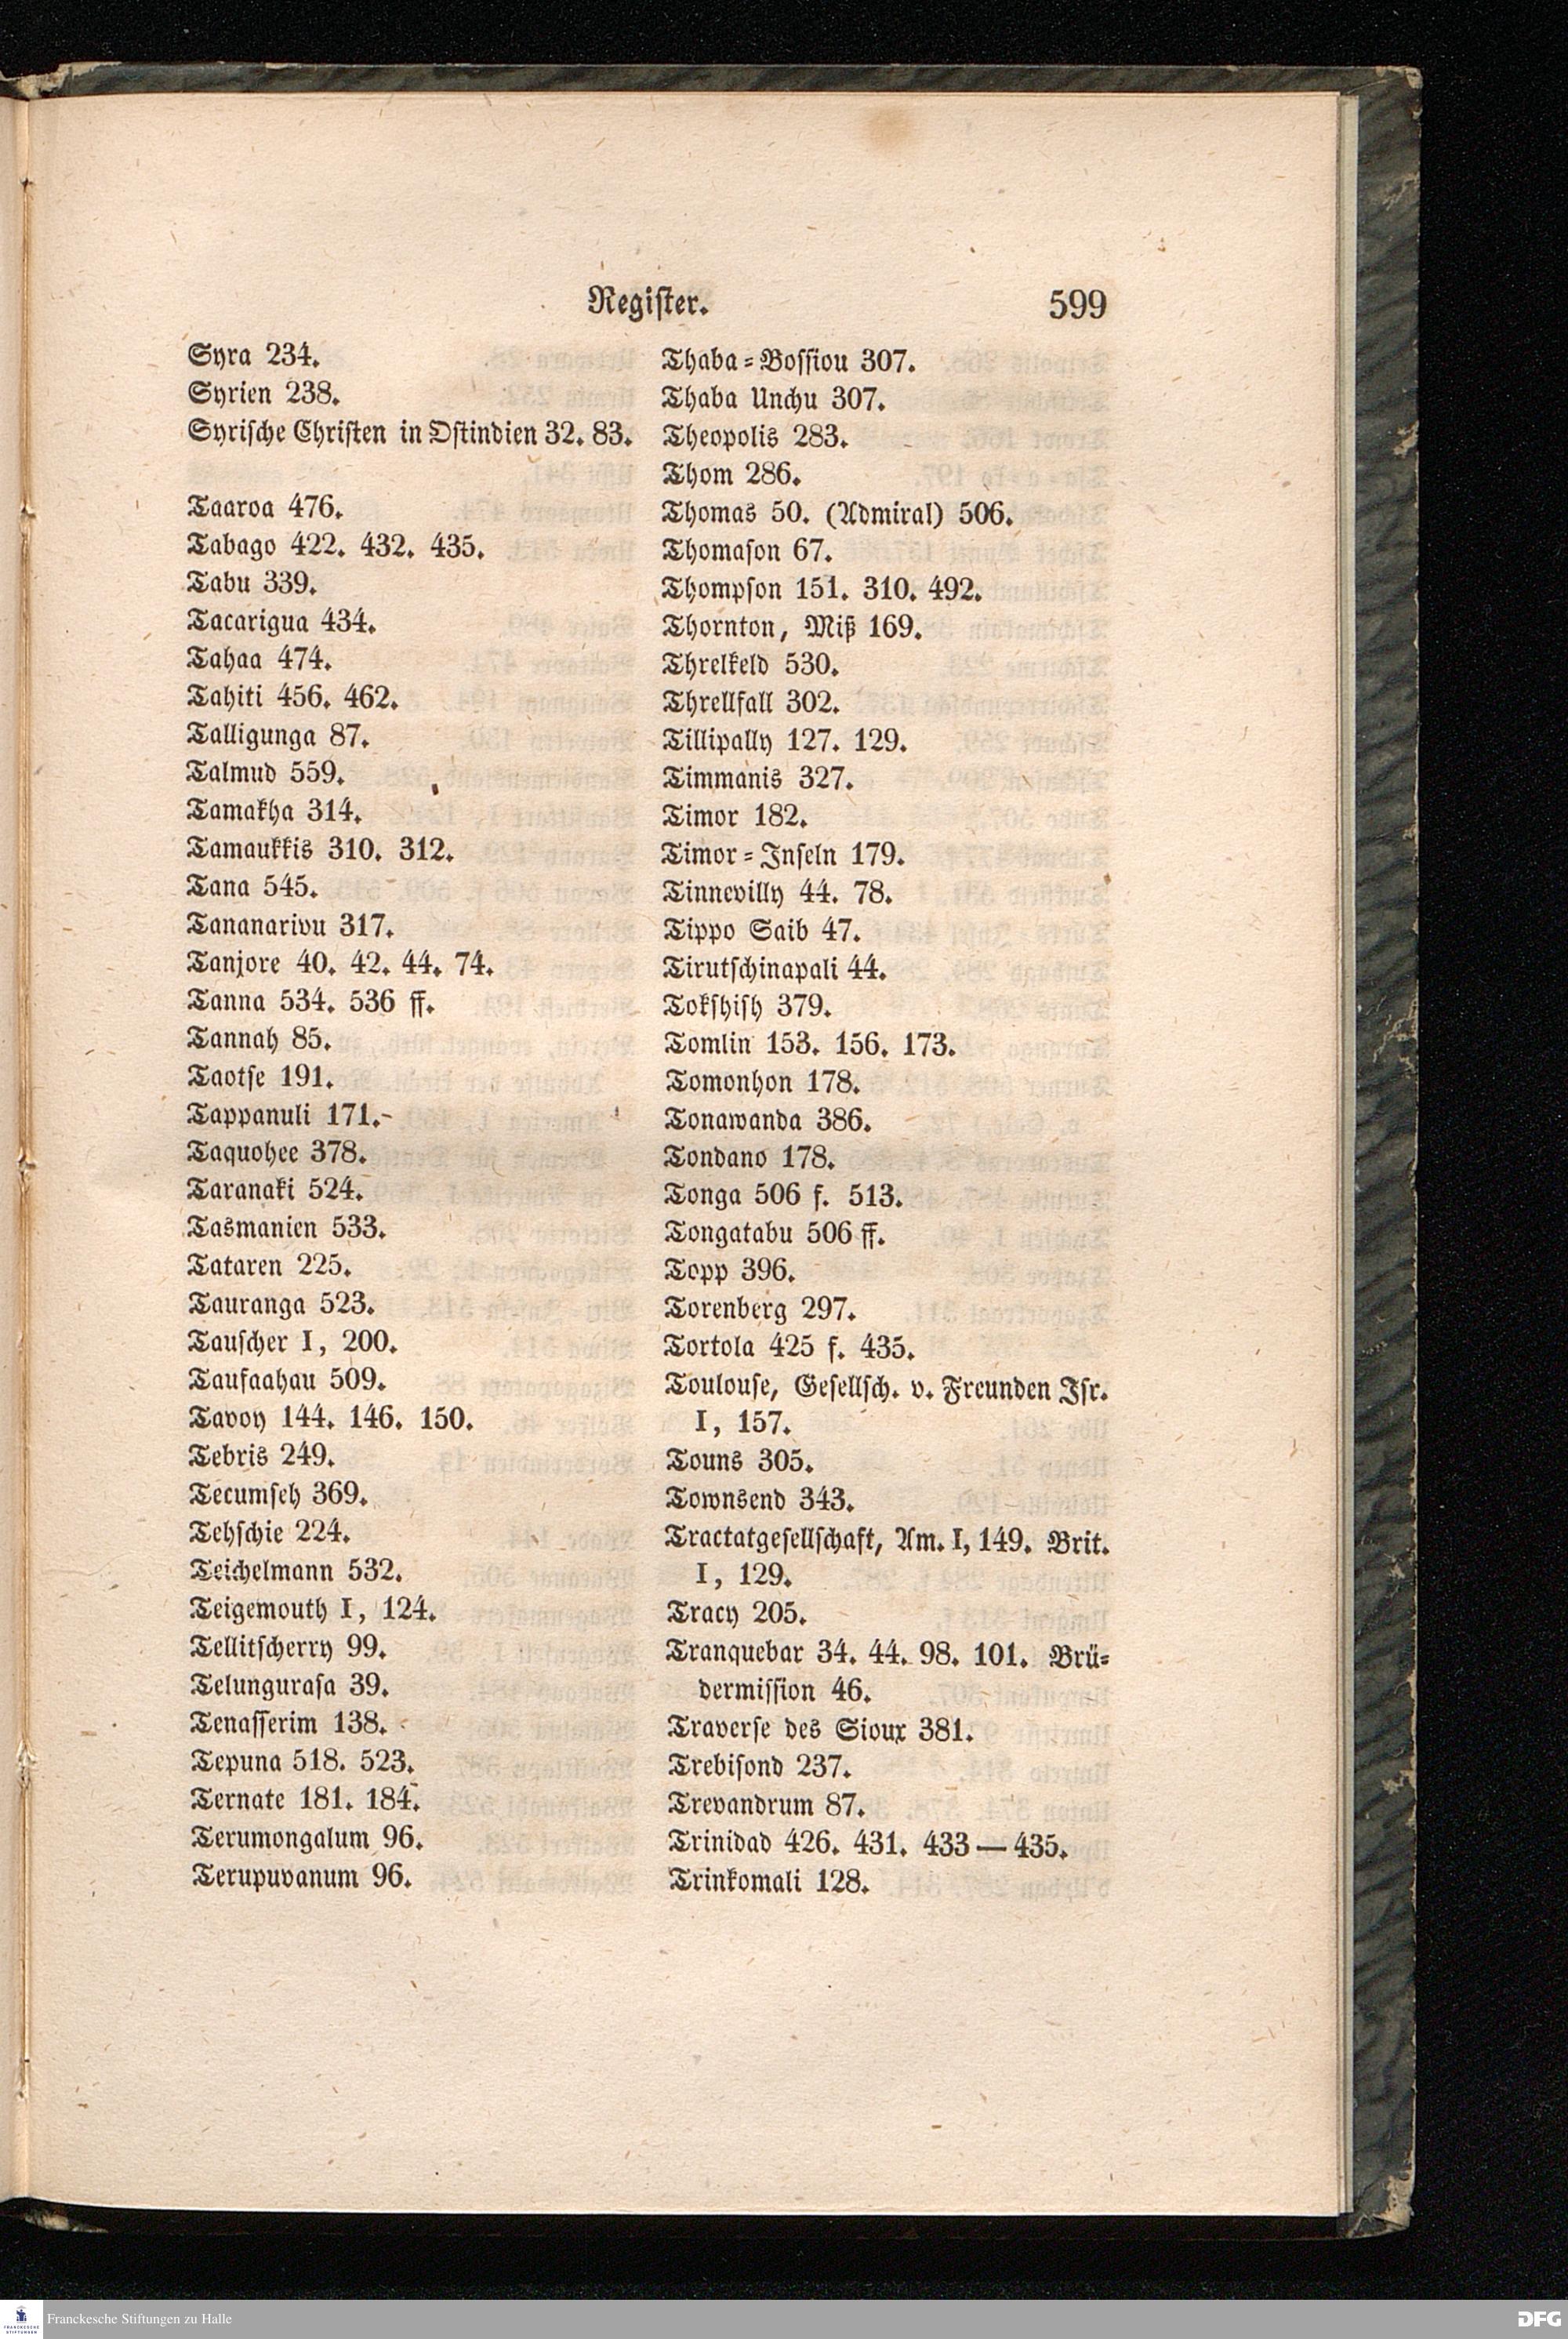 Register.
599
Syra 234.
Syrien 238.
Syrische Christen in Ostindien 32. 83.
Taaroa 476.
Tabago 422. 432. 435.
Tabu 339.
Tacarigua 434.
Tahaa 474.
Tahiti 456. 462.
Talligunga 87.
Talmud 559.
Tamakha 314.
Tamaukkis 310. 312.
Tana 545.
Tananarivu 317.
Tanjore 40. 42. 44. 74.
Tanna 534. 536 ff.
Tannah 85.
Taotse 191.
Tappanuli 171.
Taquohee 378.
Taranaki 524.
Tasmanien 533.
Tataren 225.
Tauranga 523.
Tauscher I, 200.
Taufaahau 509.
Tavoy 144. 146. 150.
Tebris 249.
Tecumseh 369.
Tehschie 224.
Teichelmann 532.
Teigemouth I, 124.
Tellitscherry 99.
Telungurasa 39.
Tenasserim 138.
Tepuna 518. 523.
Ternate 181. 184.
Terumongalum 96.
Terupuvanum 96.
Thaba=Bossiou 307.
Thaba Unchu 307.
Theopolis 283.
Thom 286.
Thomas 50. (Admiral) 506.
Thomason 67.
Thompson 151. 310. 492.
Thornton, Miß 169.
Threlkeld 530.
Threllfall 302.
Tillipally 127. 129.
Timmanis 327.
Timor 182.
Timor=Inseln 179.
Tinnevilly 44. 78.
Tippo Saib 47.
Tirutschinapali 44.
Tokshish 379.
Tomlin 153. 156. 173.
Tomonhon 178.
Tonawanda 386.
Tondano 178.
Tonga 506 f. 513.
Tongatabu 506 ff.
Topp 396.
Torenberg 297.
Tortola 425 f. 435.
Toulouse, Gesellsch. v. Freunden Isr.
I, 157.
Touns 305.
Townsend 343.
Tractatgesellschaft, Am. I, 149. Brit.
I, 129.
Tracy 205.
Tranquebar 34. 44. 98. 101. Brü=
dermission 46.
Traverse des Sioux 381.
Trebisond 237.
Trevandrum 87.
Trinidad 426. 431. 433 — 435.
Trinkomali 128.
FRANCKESCHE
STIFTUNGEN
Franckesche Stiftungen zu Halle
DFG